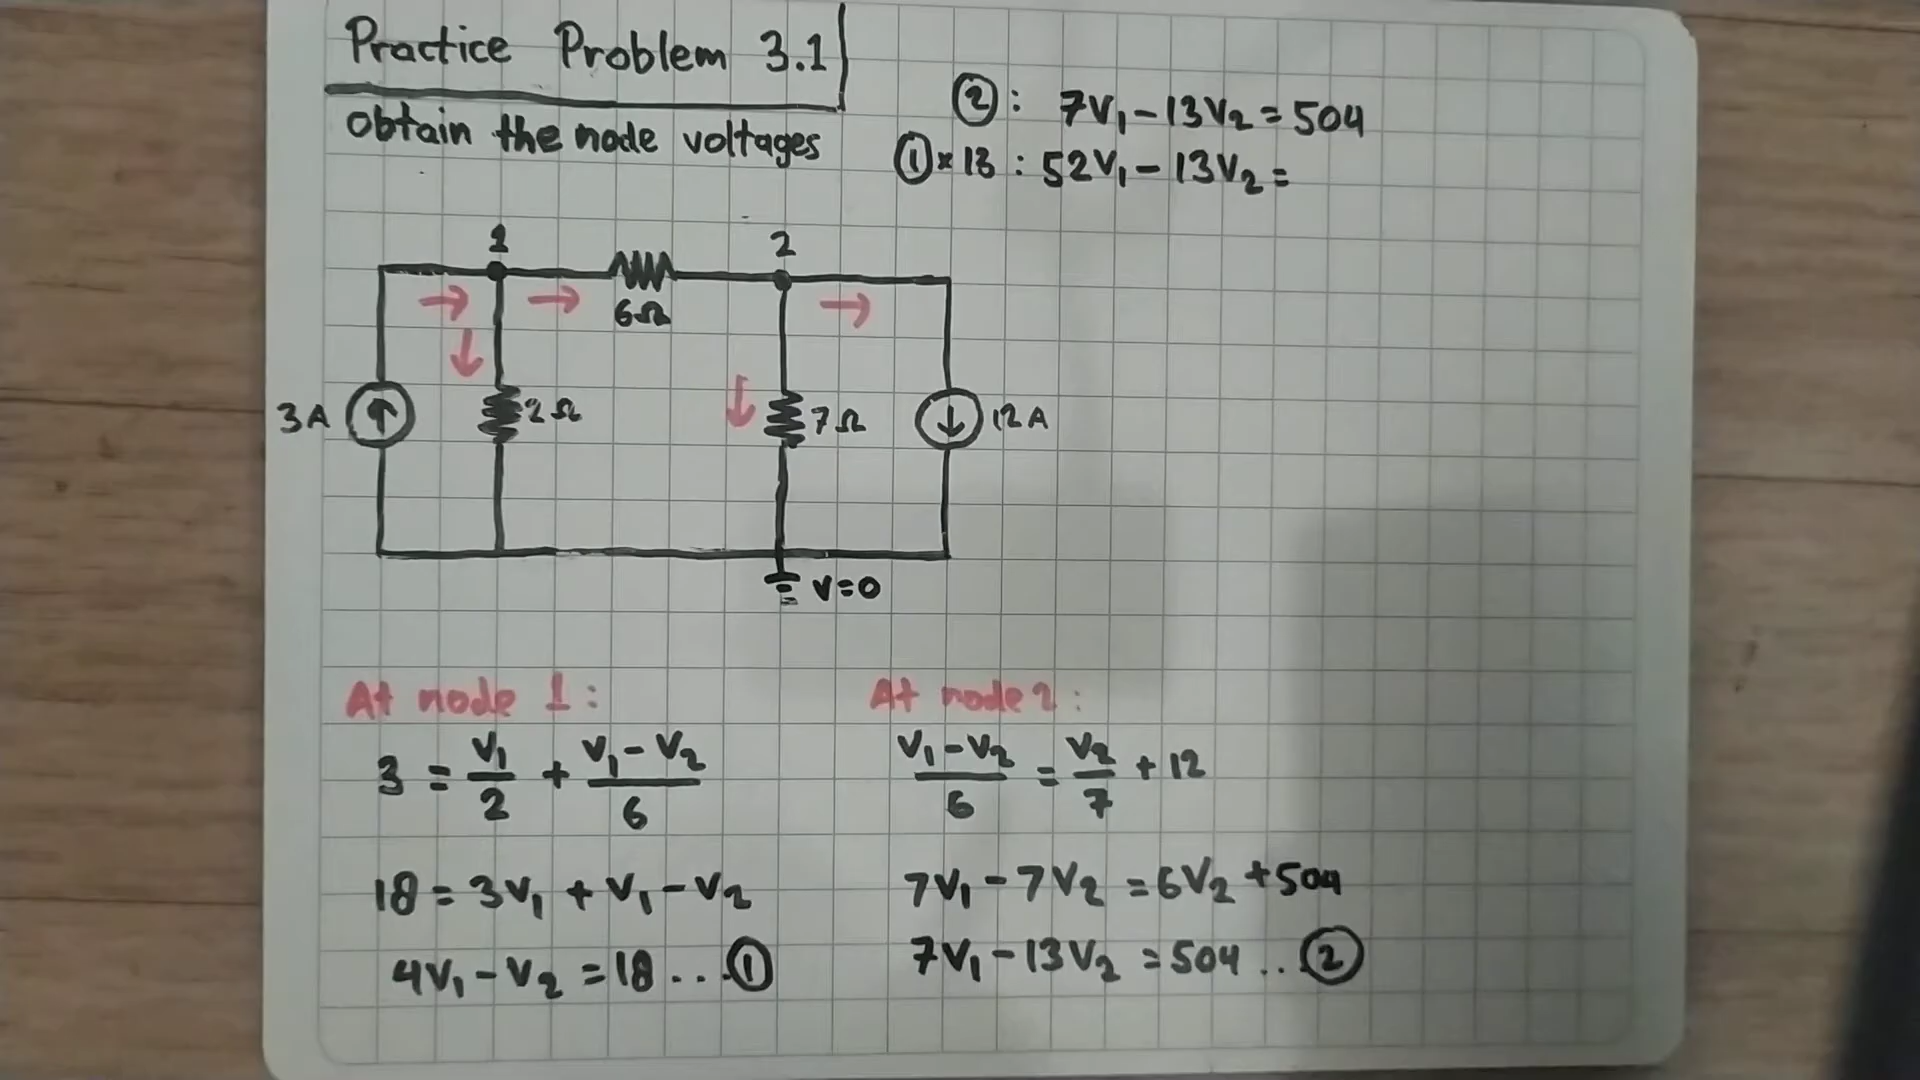 Practice Problem 3.1
obtain the node voltages
②: 7V₁ - 13V₂ = 504
①×13: 52V₁ - 13V₂ =
1
2
6Ω
3A
2Ω
7Ω
12A
V=0
At node 1:
3 = V₁/2 + (V₁ - V₂)/6
18 = 3V₁ + V₁ - V₂
4V₁ - V₂ = 18 ... ①
At node 2:
(V₁ - V₂)/6 = V₂/7 + 12
7V₁ - 7V₂ = 6V₂ + 504
7V₁ - 13V₂ = 504 .. ②